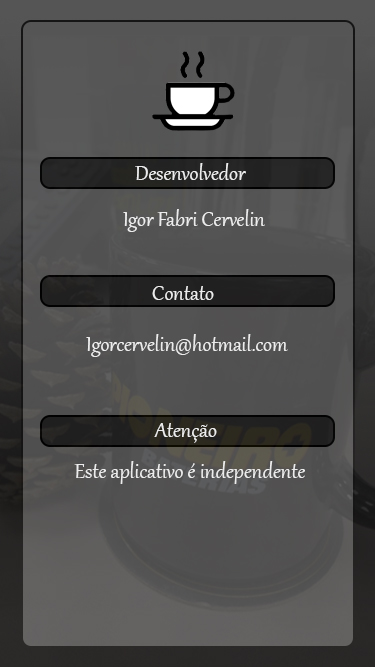 Desenvolvedor
Igor Fabri Cervelin
Contato
Igorcervelin@hotmail.com
Atenção
Este aplicativo é independente